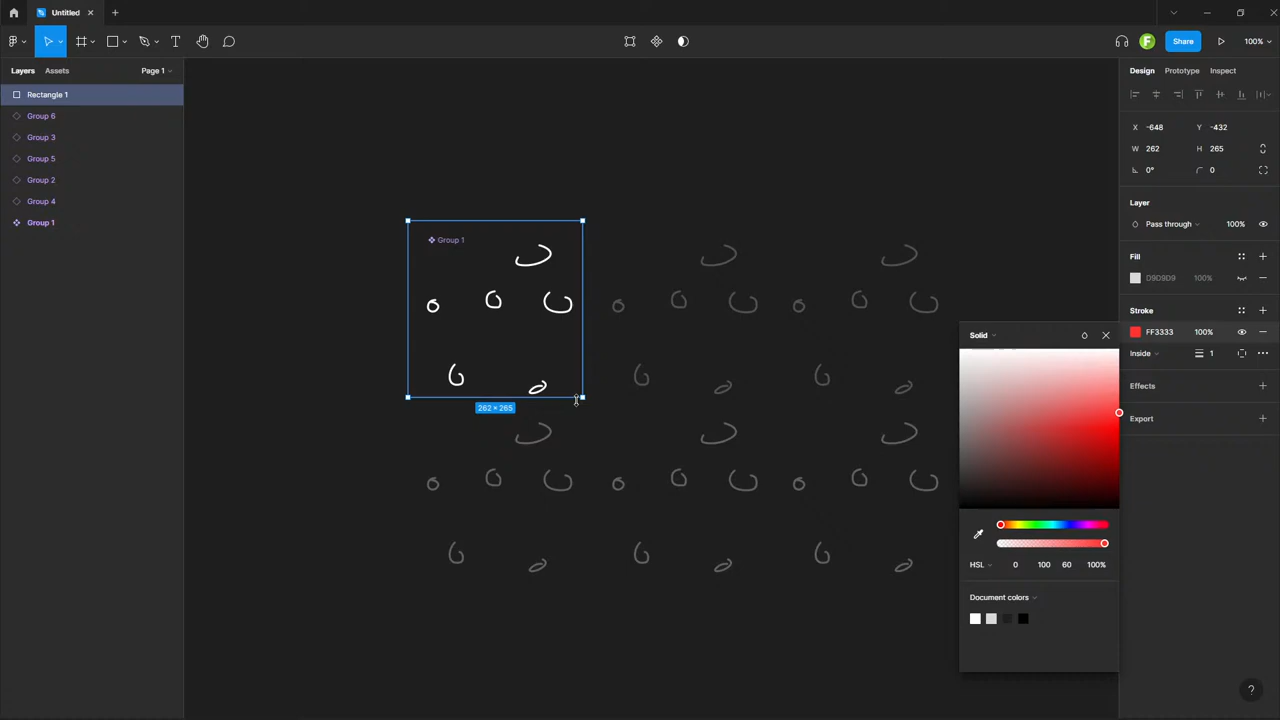 Untitled
F
Share
100%
Layers
Assets
Page 1
Design
Prototype
Inspect
Rectangle 1
Group 6
Group 3
Group 5
Group 2
Group 4
Group 1
X -648
Y -432
W 262
H 265
0°
0
Layer
Pass through
100%
Fill
D9D9D9 100%
Stroke
FF3333 100%
Inside
1
Effects
Export
Group 1
262 × 265
Solid
HSL 0 100 60 100%
Document colors
?